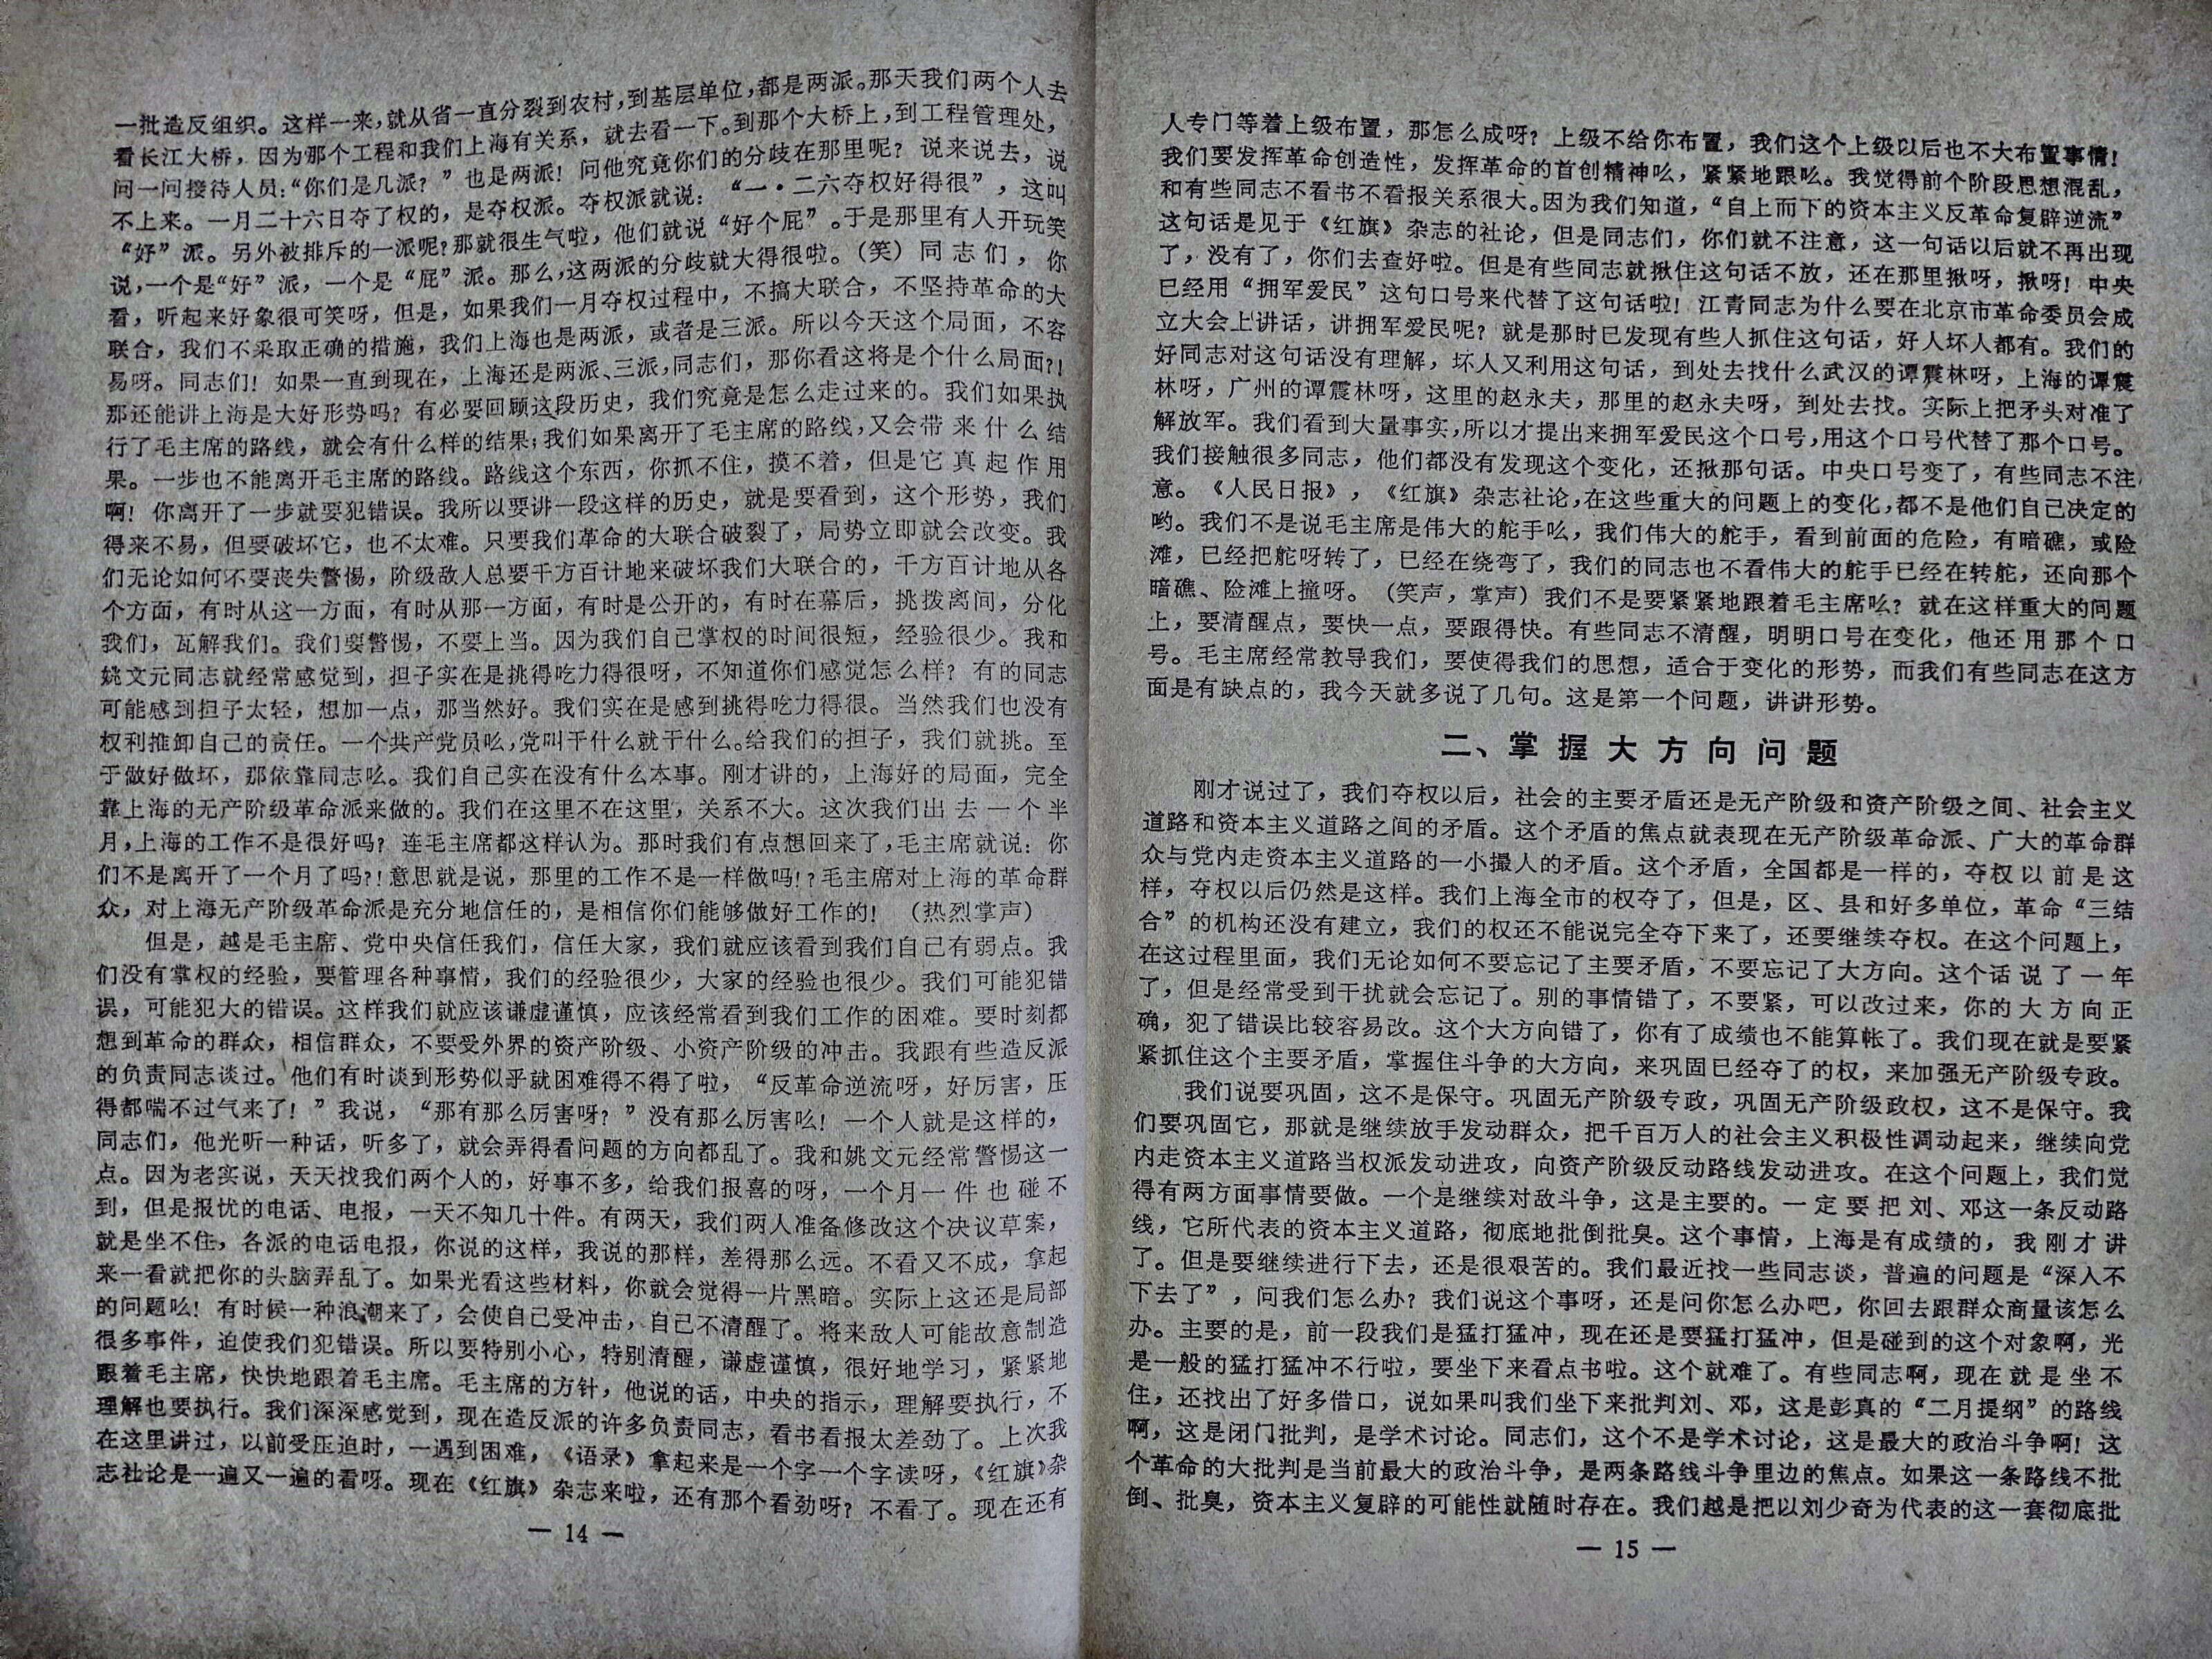 一批造反组织。这样一来,就从省一直分裂到农村,到基层单位,都是两派。那天我们两个人去
看长江大桥，因为那个工程和我们上海有关系，就去看一下。到那个大桥上,到工程管理处，
问一问接待人员:“你们是几派？”也是两派！问他究竟你们的分歧在那里呢？说来说去，说
不上来。一月二十六日夺了权的，是夺权派。夺权派就说：“一·二六夺权好得很”，这叫
“好”派。另外被排斥的一派呢?那就很生气啦，他们就说“好个屁”。于是那里有人开玩笑
说,一个是“好”派，一个是“屁”派。那么,这两派的分歧就大得很啦。（笑）同志们，你
看，听起来好象很可笑呀，但是，如果我们一月夺权过程中，不搞大联合，不坚持革命的大
联合，我们不采取正确的措施，我们上海也是两派，或者是三派。所以今天这个局面，不容
易呀。同志们！如果一直到现在，上海还是两派、三派,同志们，那你看这将是个什么局面?!
那还能讲上海是大好形势吗？有必要回顾这段历史，我们究竟是怎么走过来的。我们如果执
行了毛主席的路线，就会有什么样的结果;我们如果离开了毛主席的路线,又会带来什么结
果。一步也不能离开毛主席的路线。路线这个东西，你抓不住，摸不着，但是它真起作用
啊！你离开了一步就要犯错误。我所以要讲一段这样的历史，就是要看到，这个形势，我们
得来不易，但要破坏它，也不太难。只要我们革命的大联合破裂了，局势立即就会改变。我
们无论如何不要丧失警惕，阶级敌人总要千方百计地来破坏我们大联合的，千方百计地从各
个方面，有时从这一方面，有时从那一方面，有时是公开的，有时在幕后，挑拨离间，分化
我们，瓦解我们。我们要警惕，不要上当。因为我们自己掌权的时间很短，经验很少。我和
姚文元同志就经常感觉到，担子实在是挑得吃力得很呀，不知道你们感觉怎么样？有的同志
可能感到担子太轻，想加一点，那当然好。我们实在是感到挑得吃力得很。当然我们也没有
权利推卸自己的责任。一个共产党员么,党叫干什么就干什么。给我们的担子，我们就挑。至
于做好做坏，那依靠同志么。我们自己实在没有什么本事。刚才讲的，上海好的局面，完全
靠上海的无产阶级革命派来做的。我们在这里不在这里，关系不大。这次我们出去一个半
月,上海的工作不是很好吗？连毛主席都这样认为。那时我们有点想回来了,毛主席就说：你
们不是离开了一个月了吗?!意思就是说，那里的工作不是一样做吗!?毛主席对上海的革命群
众，对上海无产阶级革命派是充分地信任的，是相信你们能够做好工作的！（热烈掌声）
但是，越是毛主席、党中央信任我们，信任大家，我们就应该看到我们自己有弱点。我
们没有掌权的经验，要管理各种事情，我们的经验很少，大家的经验也很少。我们可能犯错
误，可能犯大的错误。这样我们就应该谦虚谨慎，应该经常看到我们工作的困难。要时刻都
想到革命的群众，相信群众，不要受外界的资产阶级、小资产阶级的冲击。我跟有些造反派
的负责同志谈过。他们有时谈到形势似乎就困难得不得了啦，“反革命逆流呀，好厉害，压
得都喘不过气来了！”我说，“那有那么厉害呀？”没有那么厉害么！一个人就是这样的，
同志们，他光听一种话，听多了，就会弄得看问题的方向都乱了。我和姚文元经常警惕这一
点。因为老实说，天天找我们两个人的，好事不多，给我们报喜的呀，一个月一件也碰不
到，但是报忧的电话、电报，一天不知几十件。有两天，我们两人准备修改这个决议草案，
就是坐不住，各派的电话电报，你说的这样，我说的那样，差得那么远。不看又不成，拿起
来一看就把你的头脑弄乱了。如果光看这些材料，你就会觉得一片黑暗。实际上这还是局部
的问题么！有时侯一种浪潮来了，会使自己受冲击，自己不清醒了。将来敌人可能故意制造
很多事件，迫使我们犯错误。所以要特别小心，特别清醒，谦虚谨慎，很好地学习，紧紧地
跟着毛主席，快快地跟着毛主席。毛主席的方针，他说的话，中央的指示，理解要执行，不
理解也要执行。我们深深感觉到，现在造反派的许多负责同志，看书看报太差劲了。上次我
在这里讲过，以前受压迫时，一遇到困难，《语录》拿起来是一个字一个字读呀，《红旗》杂
志社论是一遍又一遍的看呀。现在《红旗》杂志来啦，还有那个看劲呀？不看了。现在还有
— 14 —
人专门等着上级布置，那怎么成呀？上级不给你布置，我们这个上级以后也不大布置事情！
我们要发挥革命创造性，发挥革命的首创精神么，紧紧地跟么。我觉得前个阶段思想混乱，
和有些同志不看书不看报关系很大。因为我们知道，“自上而下的资本主义反革命复辟逆流”
这句话是见于《红旗》杂志的社论，但是同志们，你们就不注意，这一句话以后就不再出现
了，没有了，你们去查好啦。但是有些同志就揪住这句话不放，还在那里揪呀，揪呀！中央
已经用“拥军爱民”这句口号来代替了这句话啦！江青同志为什么要在北京市革命委员会成
立大会上讲话，讲拥军爱民呢？就是那时已发现有些人抓住这句话，好人坏人都有。我们的
好同志对这句话没有理解，坏人又利用这句话，到处去找什么武汉的谭震林呀，上海的谭震
林呀，广州的谭震林呀，这里的赵永夫，那里的赵永夫呀，到处去找。实际上把矛头对准了
解放军。我们看到大量事实,所以才提出来拥军爱民这个口号,用这个口号代替了那个口号。
我们接触很多同志，他们都没有发现这个变化，还揪那句话。中央口号变了，有些同志不注
意。《人民日报》，《红旗》杂志社论,在这些重大的问题上的变化,都不是他们自己决定的
哟。我们不是说毛主席是伟大的舵手么，我们伟大的舵手，看到前面的危险，有暗礁，或险
滩，已经把舵呀转了，已经在绕弯了，我们的同志也不看伟大的舵手已经在转舵，还向那个
暗礁、险滩上撞呀。（笑声，掌声）我们不是要紧紧地跟着毛主席么？就在这样重大的问题
上，要清醒点，要快一点，要跟得快。有些同志不清醒，明明口号在变化，他还用那个口
号。毛主席经常教导我们，要使得我们的思想，适合于变化的形势，而我们有些同志在这方
面是有缺点的，我今天就多说了几句。这是第一个问题，讲讲形势。
二、掌握大方向问题
刚才说过了，我们夺权以后，社会的主要矛盾还是无产阶级和资产阶级之间、社会主义
道路和资本主义道路之间的矛盾。这个矛盾的焦点就表现在无产阶级革命派、广大的革命群
众与党内走资本主义道路的一小撮人的矛盾。这个矛盾，全国都是一样的，夺权以前是这
样，夺权以后仍然是这样。我们上海全市的权夺了，但是，区、县和好多单位，革命“三结
合”的机构还没有建立，我们的权还不能说完全夺下来了，还要继续夺权。在这个问题上，
在这过程里面，我们无论如何不要忘记了主要矛盾，不要忘记了大方向。这个话说了一年
了，但是经常受到干扰就会忘记了。别的事情错了，不要紧，可以改过来，你的大方向正
确，犯了错误比较容易改。这个大方向错了，你有了成绩也不能算帐了。我们现在就是要紧
紧抓住这个主要矛盾，掌握住斗争的大方向，来巩固已经夺了的权，来加强无产阶级专政。
我们说要巩固，这不是保守。巩固无产阶级专政，巩固无产阶级政权，这不是保守。我
们要巩固它，那就是继续放手发动群众，把千百万人的社会主义积极性调动起来，继续向党
内走资本主义道路当权派发动进攻，向资产阶级反动路线发动进攻。在这个问题上，我们觉
得有两方面事情要做。一个是继续对敌斗争，这是主要的。一定要把刘、邓这一条反动路
线，它所代表的资本主义道路，彻底地批倒批臭。这个事情，上海是有成绩的，我刚才讲
了。但是要继续进行下去，还是很艰苦的。我们最近找一些同志谈，普遍的问题是“深入不
下去了”，问我们怎么办？我们说这个事呀，还是问你怎么办吧，你回去跟群众商量该怎么
办。主要的是，前一段我们是猛打猛冲，现在还是要猛打猛冲，但是碰到的这个对象啊，光
是一般的猛打猛冲不行啦，要坐下来看点书啦。这个就难了。有些同志啊，现在就是坐不
住，还找出了好多借口，说如果叫我们坐下来批判刘、邓，这是彭真的“二月提纲”的路线
啊，这是闭门批判，是学术讨论。同志们，这个不是学术讨论，这是最大的政治斗争啊！这
个革命的大批判是当前最大的政治斗争，是两条路线斗争里边的焦点。如果这一条路线不批
倒、批臭，资本主义复辟的可能性就随时存在。我们越是把以刘少奇为代表的这一套彻底批
— 15 —